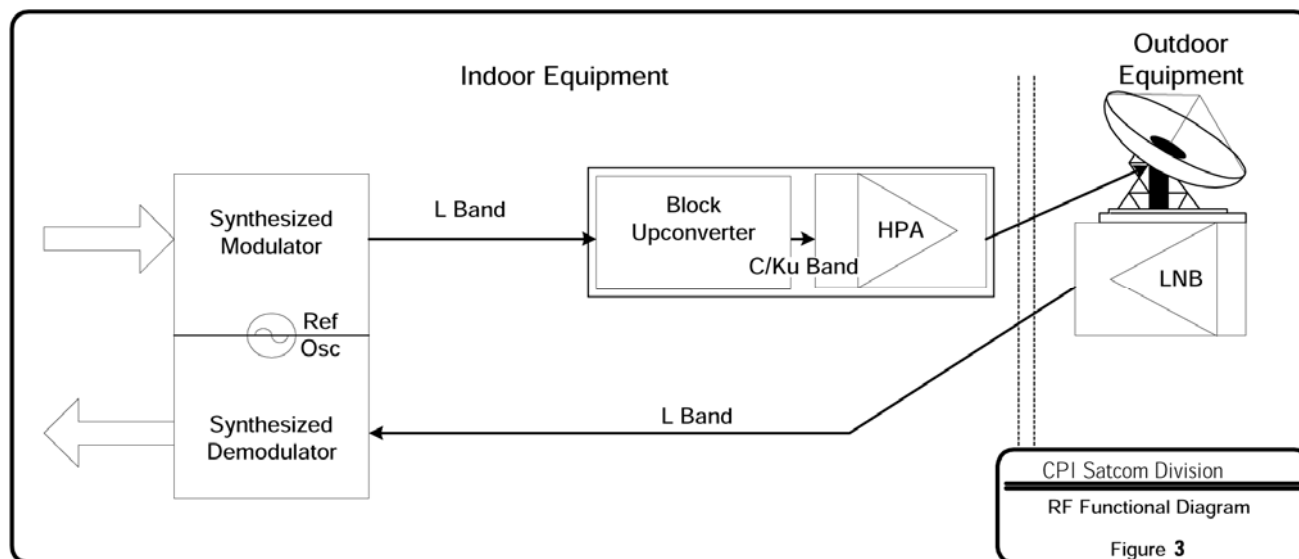 Indoor Equipment
Outdoor
Equipment
Synthesized
Modulator
L Band
Block
Upconverter
C/Ku Band
HPA
LNB
Ref
Osc
Synthesized
Demodulator
L Band
CPI Satcom Division
RF Functional Diagram
Figure 3